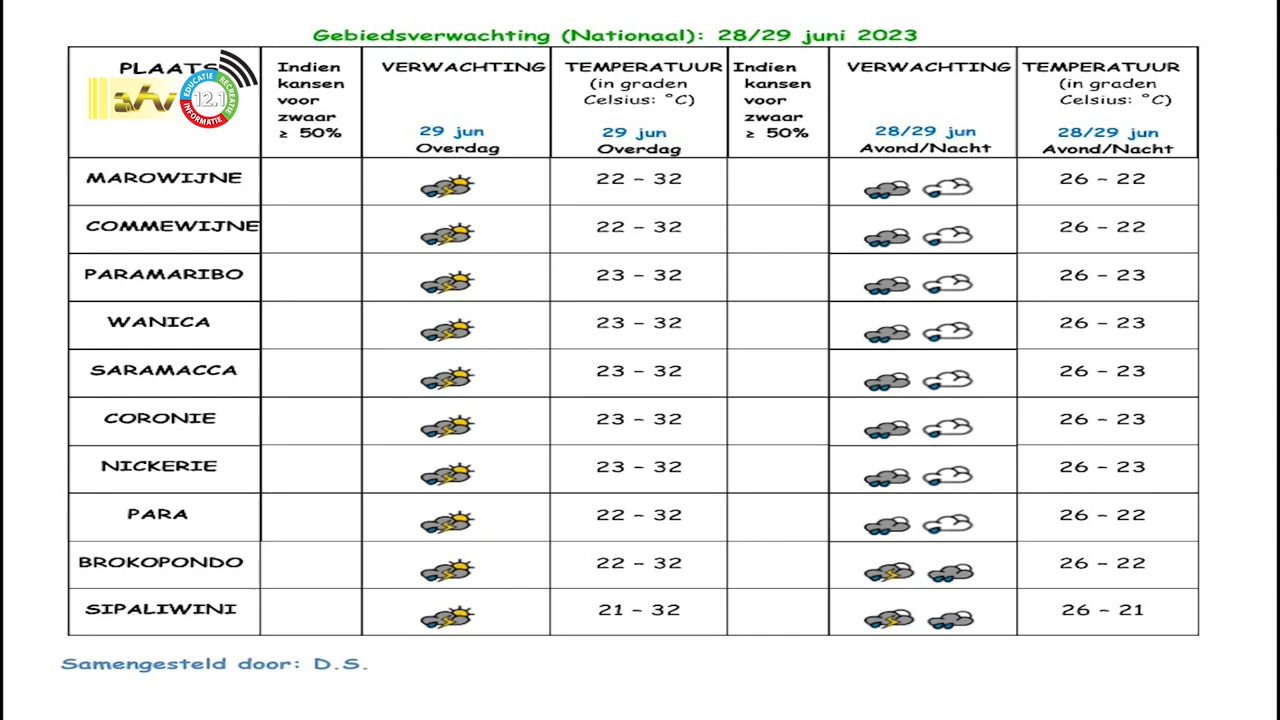 Gebiedsverwachting (Nationaal): 28/29 juni 2023
PLAATS
Indien kansen voor zwaar ≥ 50%
VERWACHTING
29 jun
Overdag
TEMPERATUUR
(in graden Celsius: °C)
29 jun
Overdag
Indien kansen voor zwaar ≥ 50%
VERWACHTING
28/29 jun
Avond/Nacht
TEMPERATUUR
(in graden Celsius: °C)
28/29 jun
Avond/Nacht
EDUCATIE
RECREATIE
INFORMATIE
12.1
MAROWIJNE 22 - 32 26 - 22
COMMEWIJNE 22 - 32 26 - 22
PARAMARIBO 23 - 32 26 - 23
WANICA 23 - 32 26 - 23
SARAMACCA 23 - 32 26 - 23
CORONIE 23 - 32 26 - 23
NICKERIE 23 - 32 26 - 23
PARA 22 - 32 26 - 22
BROKOPONDO 22 - 32 26 - 22
SIPALIWINI 21 - 32 26 - 21
Samengesteld door: D.S.